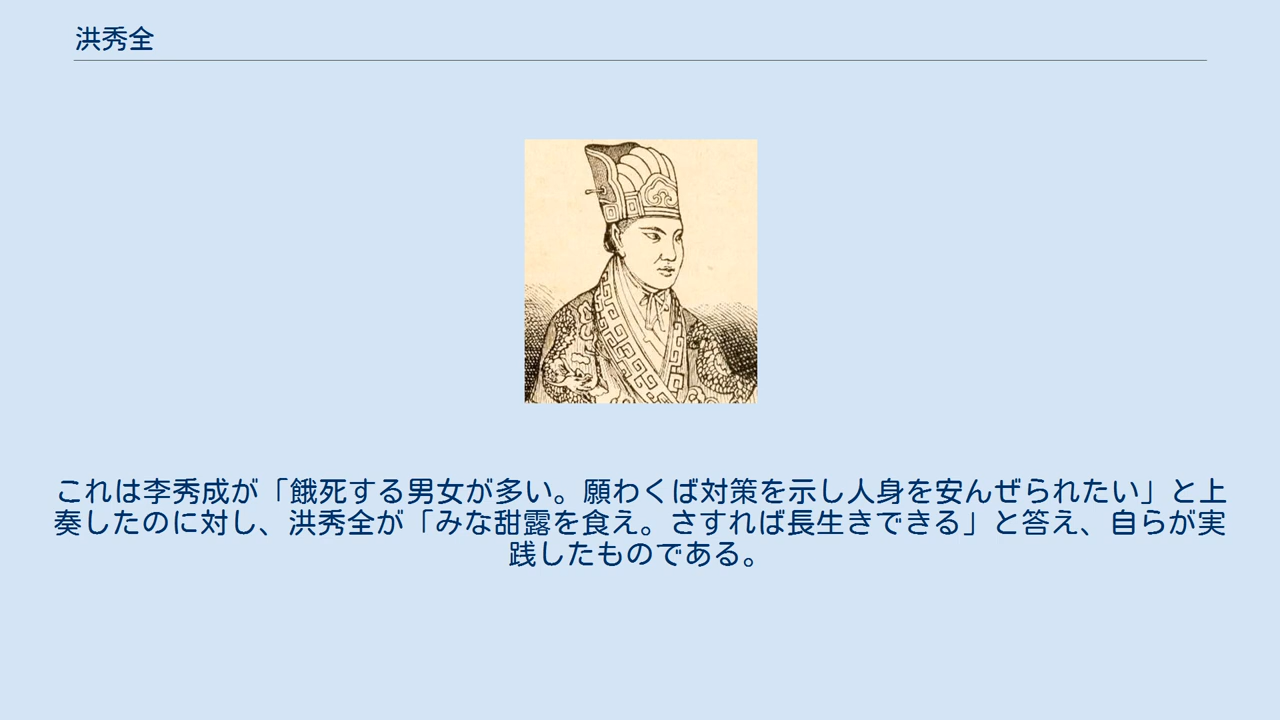 洪秀全
これは李秀成が「餓死する男女が多い。願わくば対策を示し人身を安んぜられたい」と上
奏したのに対し、洪秀全が「みな甜露を食え。さすれば長生きできる」と答え、自らが実
践したものである。